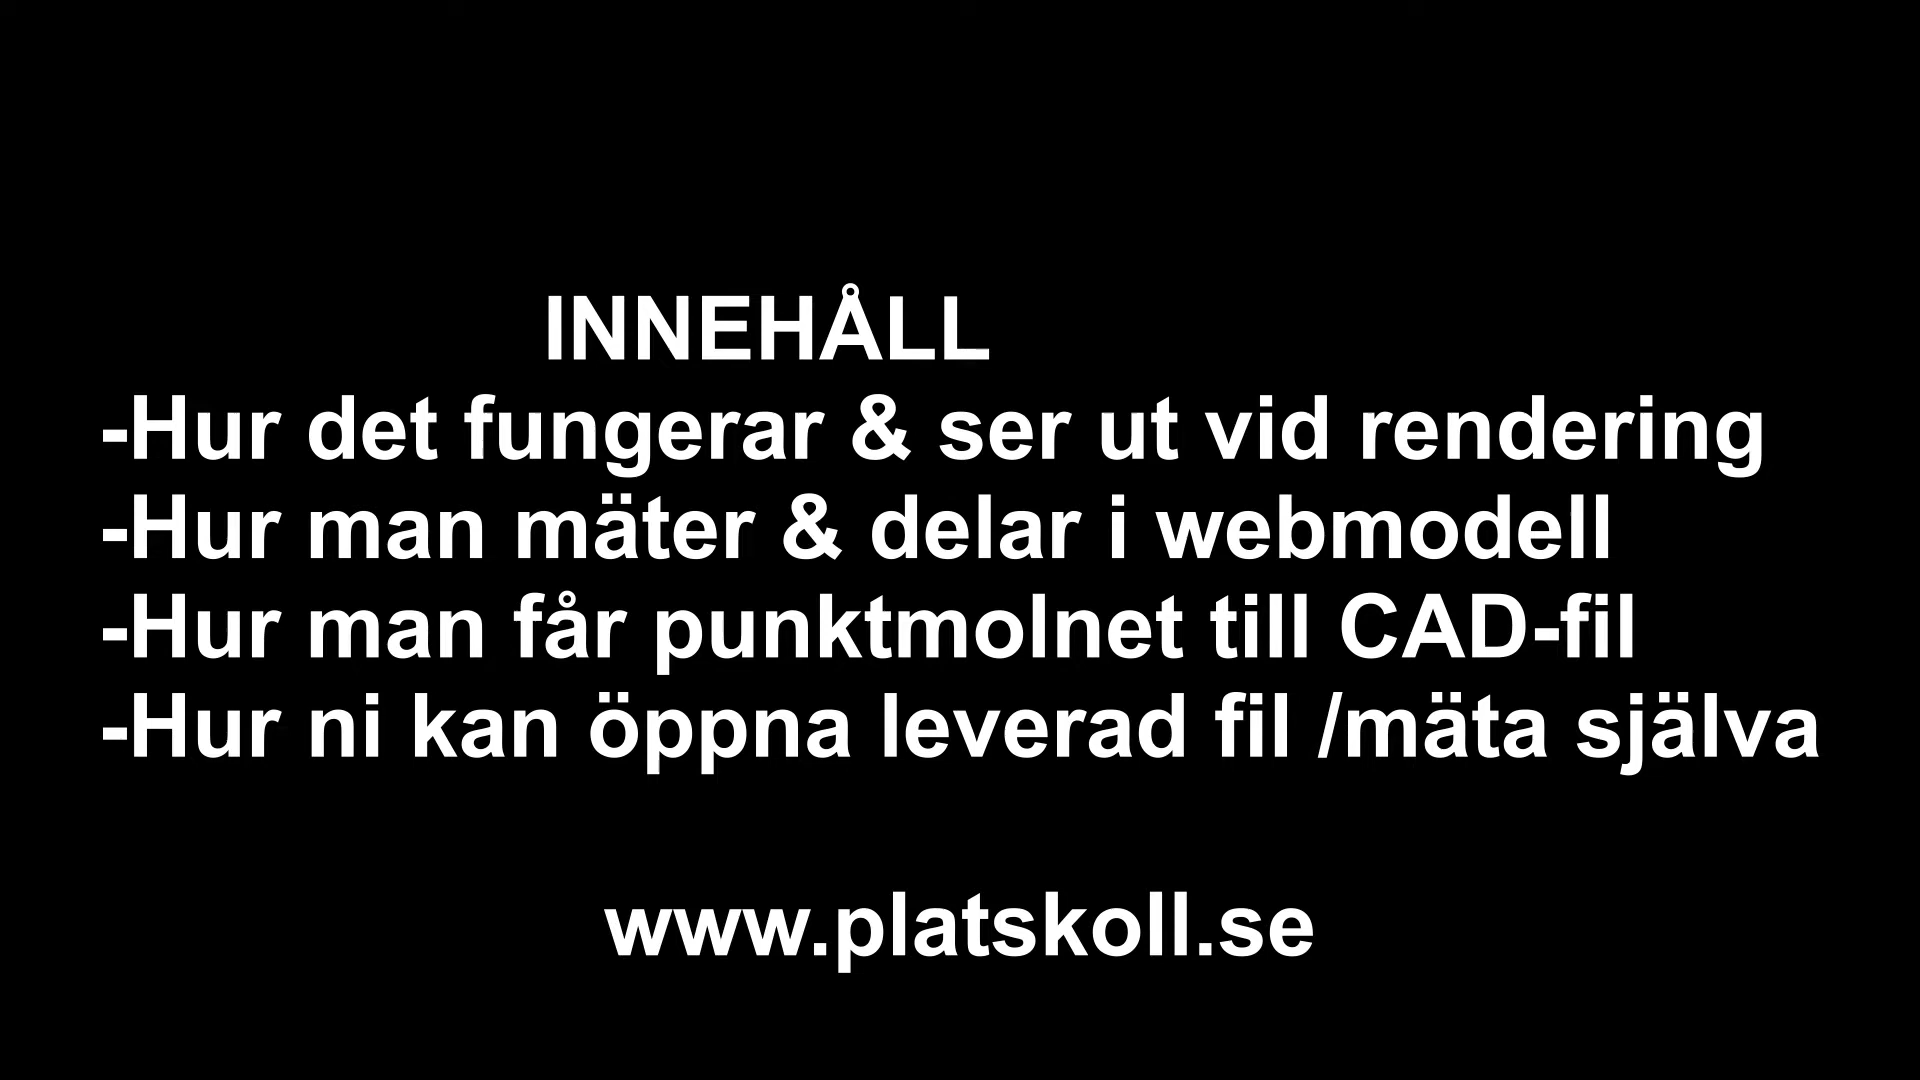 INNEHÅLL
-Hur det fungerar & ser ut vid rendering
-Hur man mäter & delar i webmodell
-Hur man får punktmolnet till CAD-fil
-Hur ni kan öppna leverad fil /mäta själva
www.platskoll.se